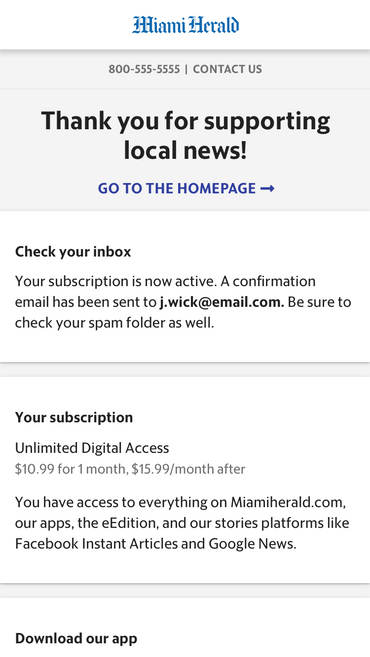 Miami Herald
800-555-5555 | CONTACT US
Thank you for supporting
local news!
GO TO THE HOMEPAGE →
Check your inbox
Your subscription is now active. A confirmation
email has been sent to j.wick@email.com. Be sure to
check your spam folder as well.
Your subscription
Unlimited Digital Access
$10.99 for 1 month, $15.99/month after
You have access to everything on Miamiherald.com,
our apps, the eEdition, and our stories platforms like
Facebook Instant Articles and Google News.
Download our app